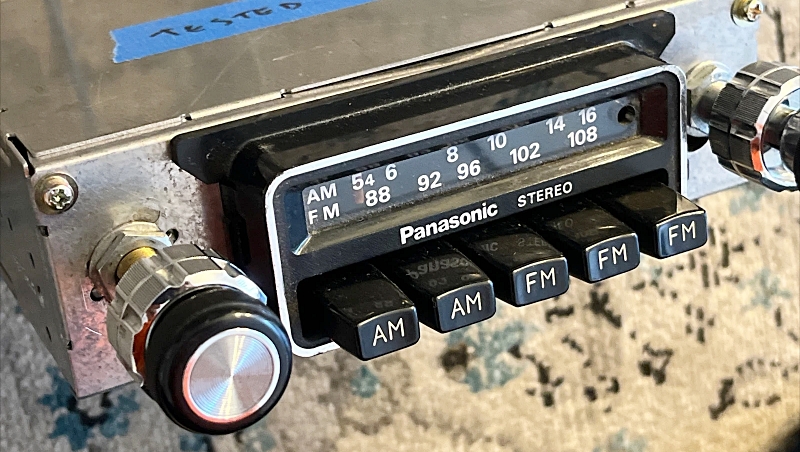 TESTED
AM 54 6 8 10 14 16
FM 88 92 96 102 108
Panasonic STEREO
AM AM FM FM FM